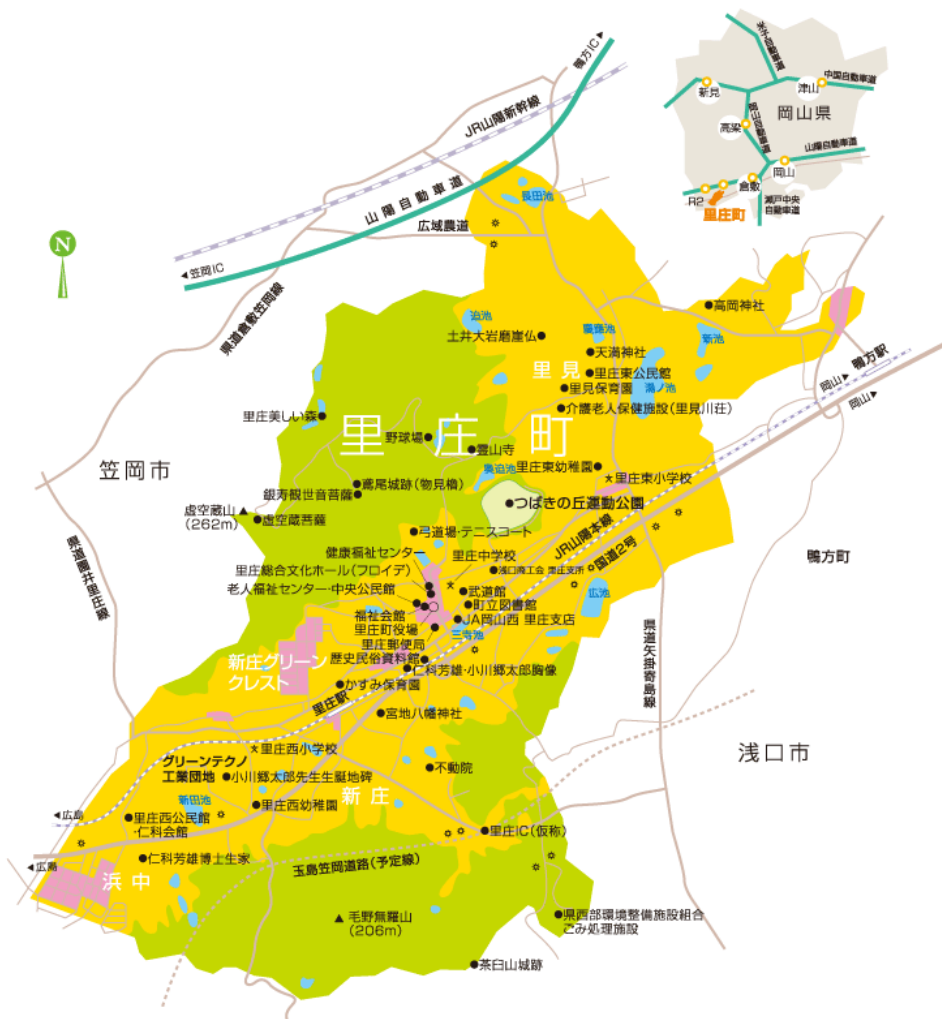 鴨方IC▶
JR山陽新幹線
山陽自動車道
◀笠岡IC
広域農道
県道倉敷笠岡線
N
米子自動車道
中国自動車道
新見
津山
岡山県
高梁
岡山自動車道
山陽自動車道
岡山
倉敷
R2
里庄町
瀬戸中央
自動車道
長田池
高岡神社
迫池
土井大岩磨崖仏
新池
天満神社
里見
里庄東公民館
里見保育園
介護老人保健施設(里見川荘)
岡山▶
鴨方駅
岡山▶
里庄美しい森
里庄町
野球場
霊山寺
笠岡市
奥迫池
里庄東幼稚園
里庄東小学校
鳶尾城跡(物見櫓)
銀寿観世音菩薩
つばきの丘運動公園
虚空蔵山
(262m)
虚空蔵菩薩
弓道場・テニスコート
JR山陽本線
国道2号
鴨方町
県道園井里庄線
健康福祉センター
里庄中学校
里庄総合文化ホール(フロイデ)
浅口商工会 里庄支所
老人福祉センター・中央公民館
武道館
広池
福祉会館
町立図書館
里庄町役場
JA岡山西 里庄支店
里庄郵便局
三寺池
県道矢掛寄島線
歴史民俗資料館
新庄グリーン
クレスト
仁科芳雄・小川郷太郎胸像
かすみ保育園
里庄駅
宮地八幡神社
浅口市
里庄西小学校
グリーンテクノ
工業団地
小川郷太郎先生生誕地碑
不動院
新庄
新田池
里庄西幼稚園
◀広島
里庄西公民館
・仁科会館
里庄IC(仮称)
◀広島
仁科芳雄博士生家
玉島笠岡道路(予定線)
浜中
毛野無羅山
(206m)
県西部環境整備施設組合
ごみ処理施設
茶臼山城跡